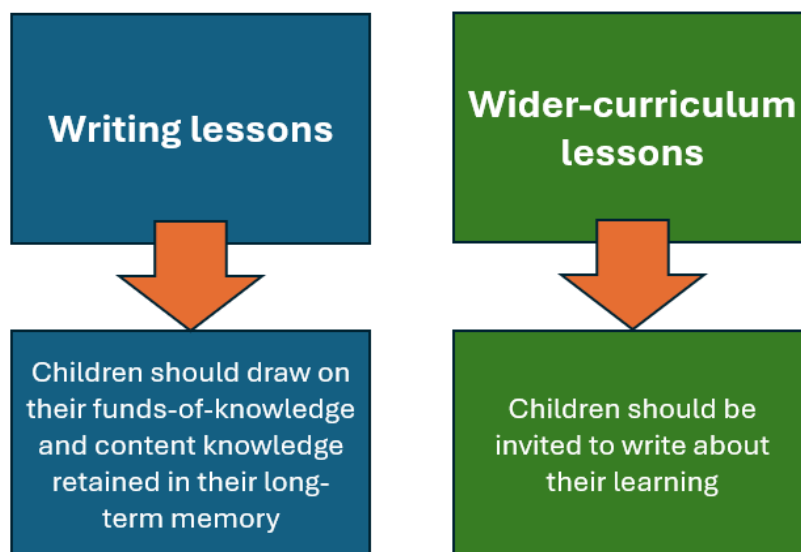 Writing lessons
Wider-curriculum
lessons
Children should draw on
their funds-of-knowledge
and content knowledge
retained in their long-
term memory
Children should be
invited to write about
their learning